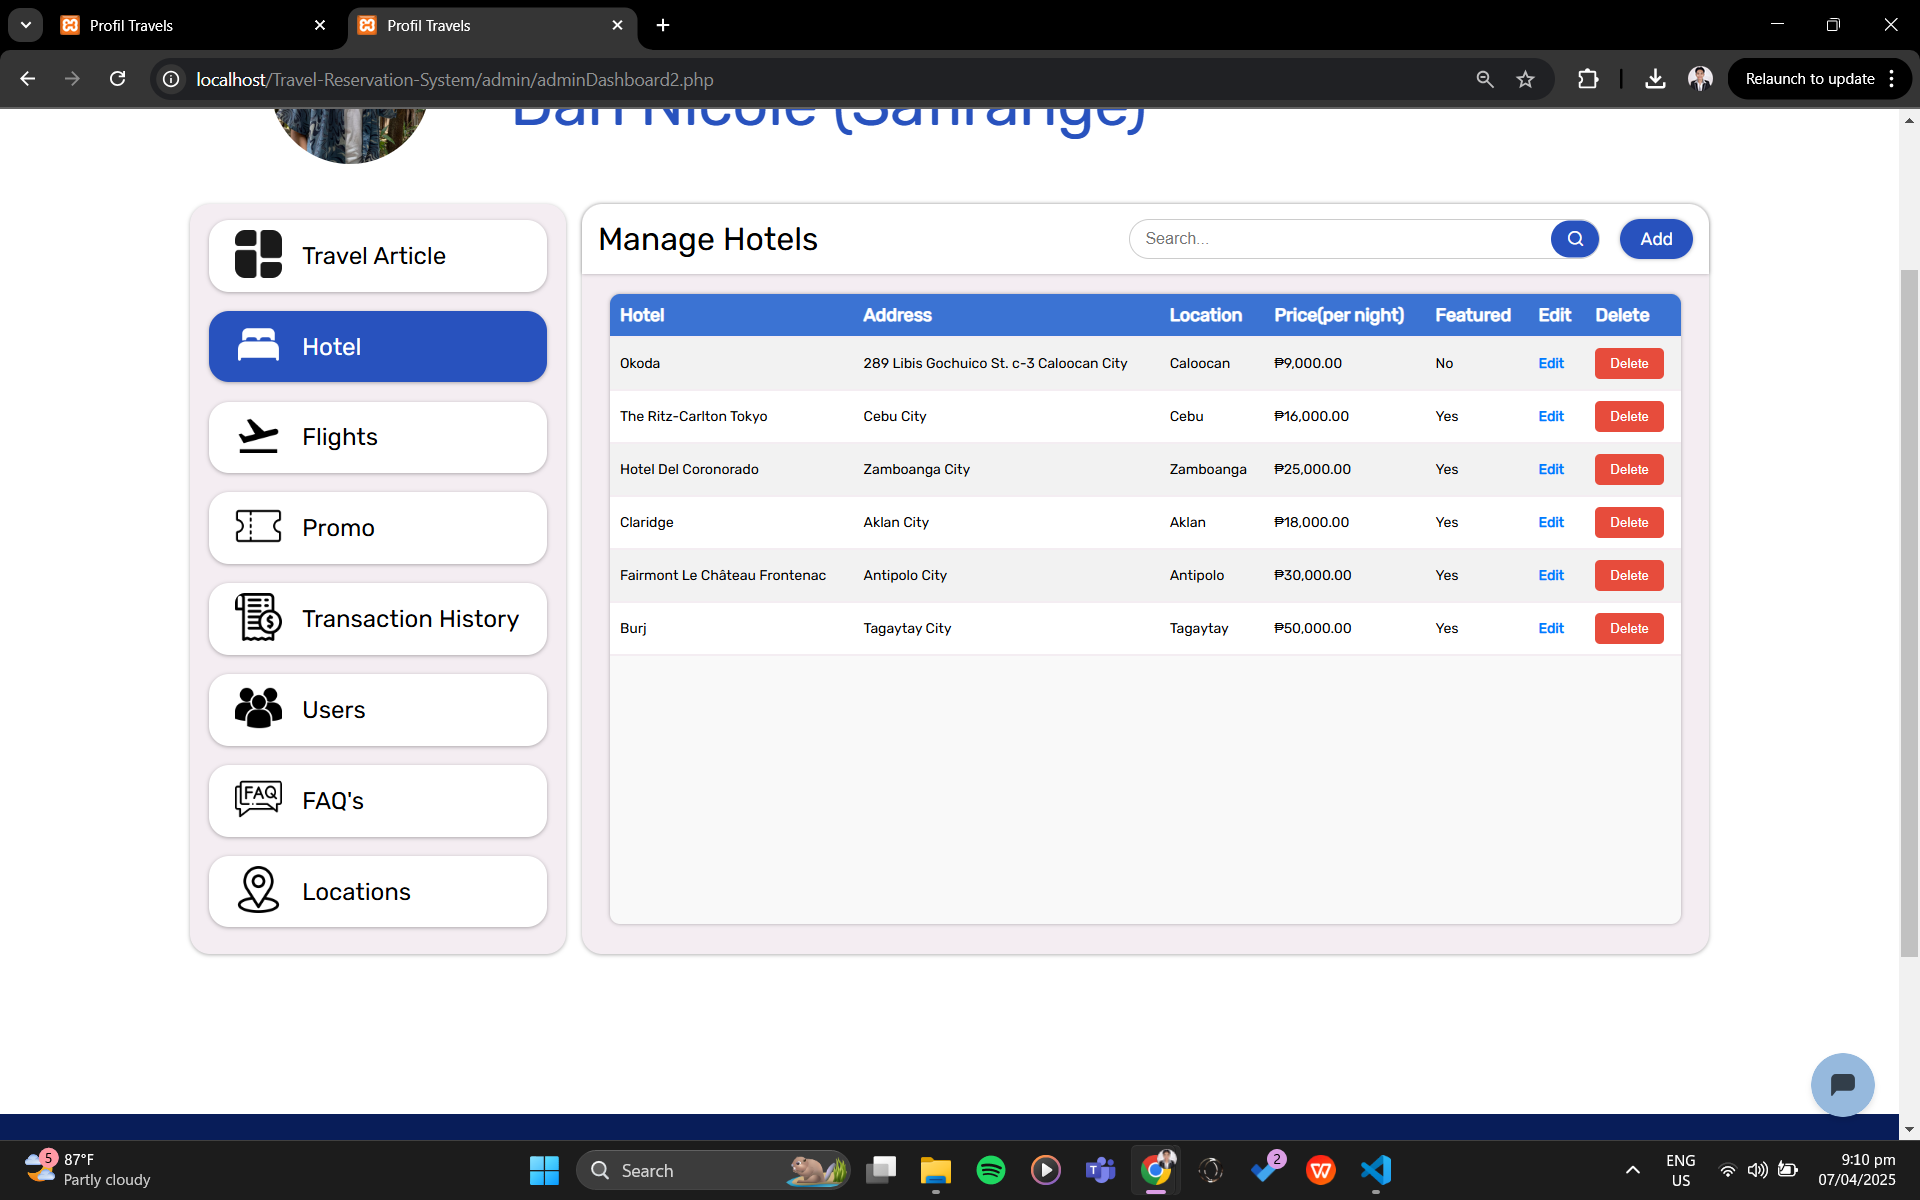 Profil Travels
Profil Travels
localhost/Travel-Reservation-System/admin/adminDashboard2.php
Relaunch to update
Dan Nicole (Sanrange)
Manage Hotels
Search...
Add
Travel Article
Hotel
Flights
Promo
Transaction History
Users
FAQ
FAQ's
Locations
Hotel Address Location Price(per night) Featured Edit Delete
Okoda 289 Libis Gochuico St. c-3 Caloocan City Caloocan ₱9,000.00 No Edit Delete
The Ritz-Carlton Tokyo Cebu City Cebu ₱16,000.00 Yes Edit Delete
Hotel Del Coronorado Zamboanga City Zamboanga ₱25,000.00 Yes Edit Delete
Claridge Aklan City Aklan ₱18,000.00 Yes Edit Delete
Fairmont Le Château Frontenac Antipolo City Antipolo ₱30,000.00 Yes Edit Delete
Burj Tagaytay City Tagaytay ₱50,000.00 Yes Edit Delete
5
87°F
Partly cloudy
Search
2
ENG
US
9:10 pm
07/04/2025